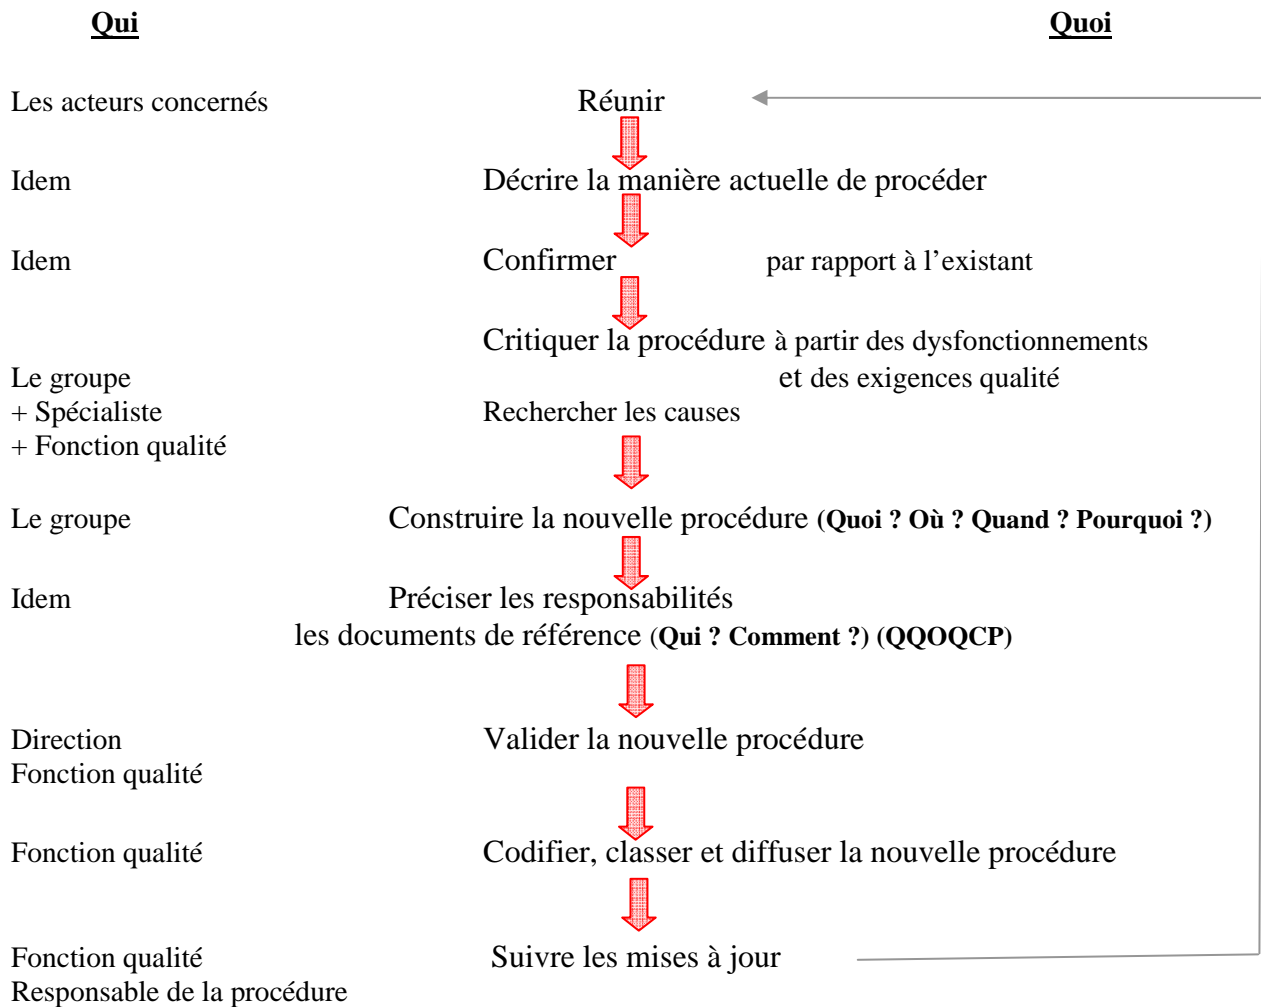 Qui Quoi
Les acteurs concernés Réunir
Idem Décrire la manière actuelle de procéder
Idem Confirmer par rapport à l’existant
Critiquer la procédure à partir des dysfonctionnements
Le groupe et des exigences qualité
+ Spécialiste Rechercher les causes
+ Fonction qualité
Le groupe Construire la nouvelle procédure (Quoi ? Où ? Quand ? Pourquoi ?)
Idem Préciser les responsabilités
les documents de référence (Qui ? Comment ?) (QQOQCP)
Direction Valider la nouvelle procédure
Fonction qualité
Fonction qualité Codifier, classer et diffuser la nouvelle procédure
Fonction qualité Suivre les mises à jour
Responsable de la procédure